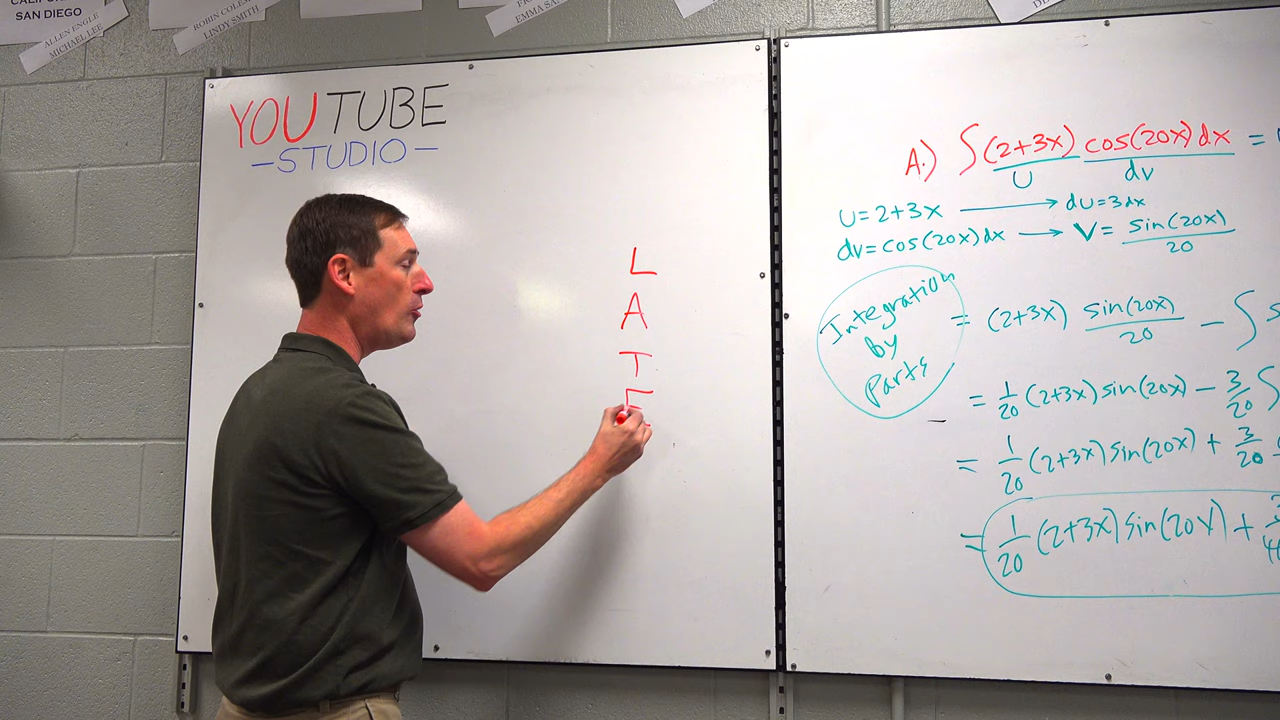 CALIFOR
SAN DIEGO
ALLEN ENGLE
MICHAEL LEE
ROBIN COLE
LINDY SMITH
EMMA SA
YOUTUBE
-STUDIO-
L
A
T
E
A.) ∫(2+3x) cos(20x)dx =
U dv
U=2+3x → du=3dx
dv=cos(20x)dx → V= sin(20x)/20
Integration
by
Parts
= (2+3x) sin(20x)/20 - ∫ s
= 1/20 (2+3x)sin(20x) - 3/20 ∫
= 1/20 (2+3x)sin(20x) + 3/20
= 1/20 (2+3x)sin(20x) + 3/4